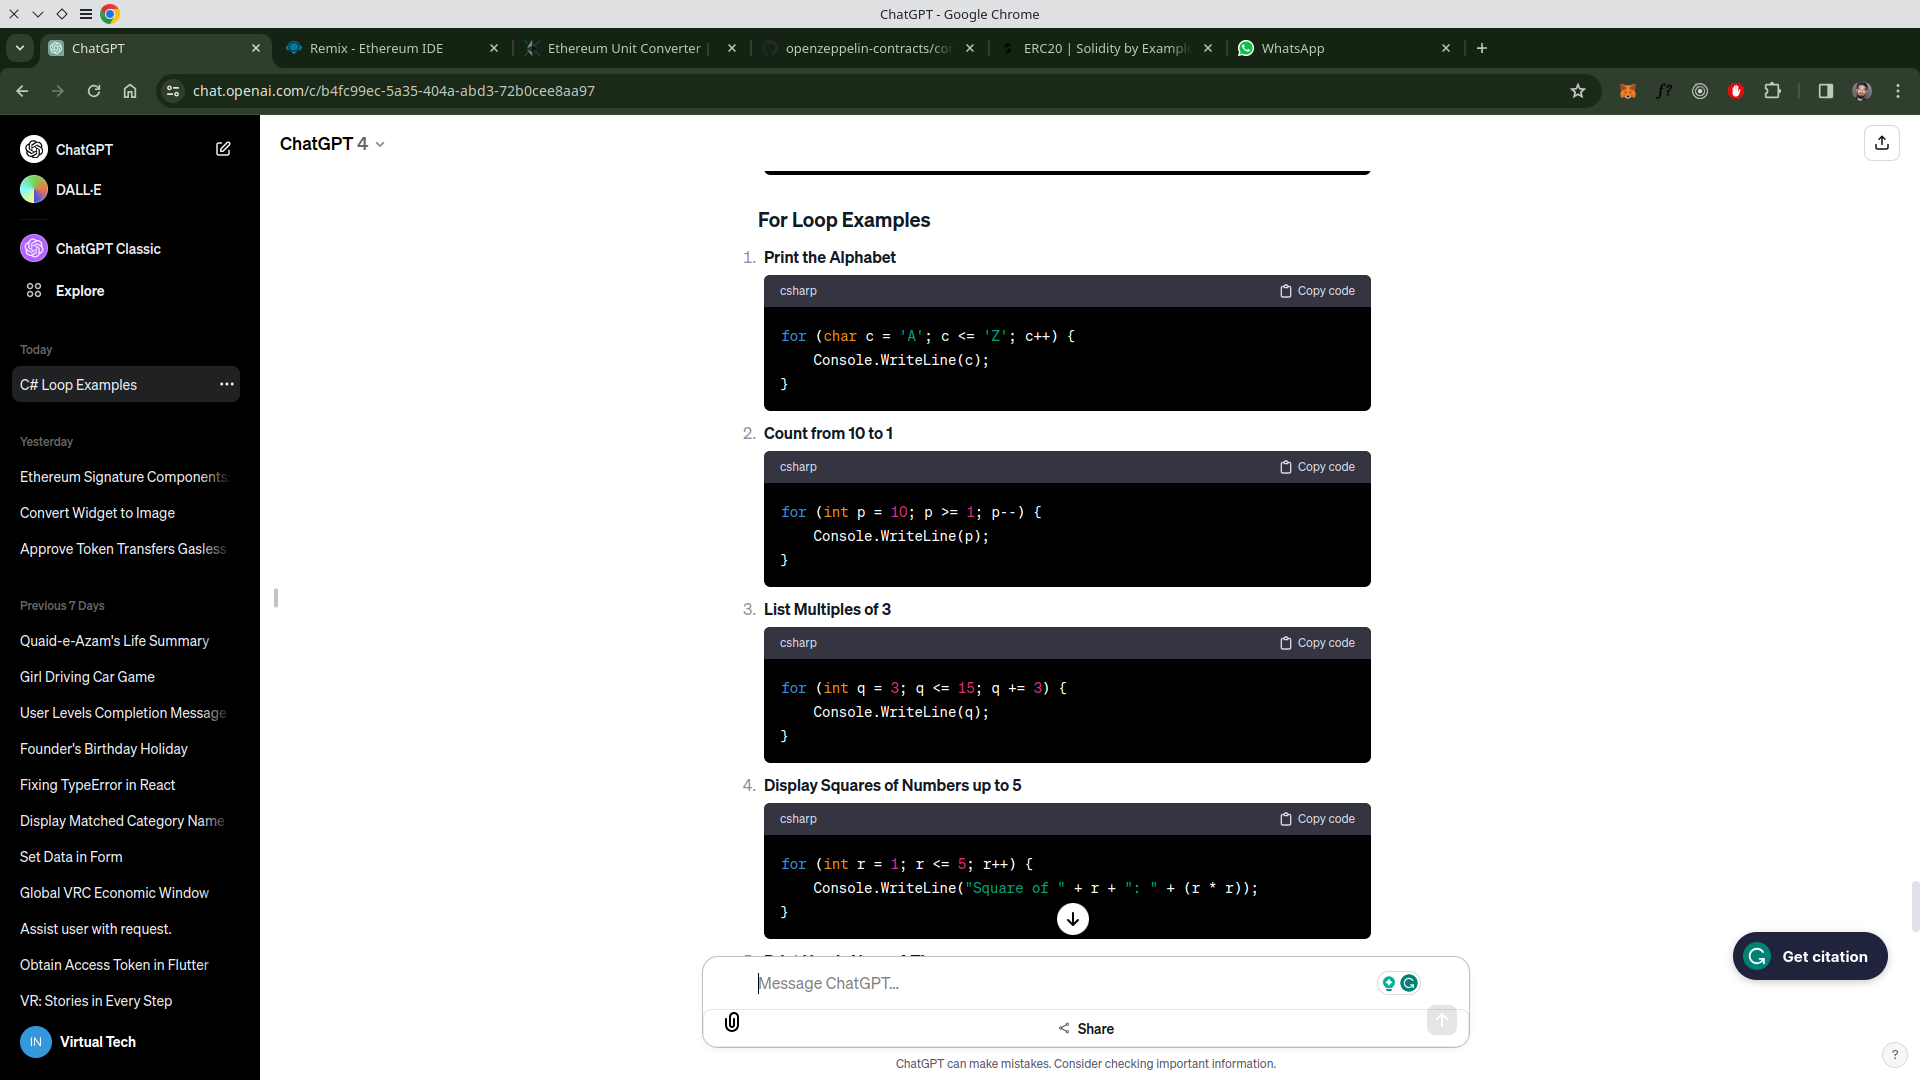 ChatGPT - Google Chrome
ChatGPT
Remix - Ethereum IDE
Ethereum Unit Converter |
openzeppelin-contracts/co
ERC20 | Solidity by Exampl
WhatsApp
chat.openai.com/c/b4fc99ec-5a35-404a-abd3-72b0cee8aa97
f?
ChatGPT
DALL·E
ChatGPT Classic
Explore
Today
C# Loop Examples
Yesterday
Ethereum Signature Components:
Convert Widget to Image
Approve Token Transfers Gasless
Previous 7 Days
Quaid-e-Azam's Life Summary
Girl Driving Car Game
User Levels Completion Message
Founder's Birthday Holiday
Fixing TypeError in React
Display Matched Category Name
Set Data in Form
Global VRC Economic Window
Assist user with request.
Obtain Access Token in Flutter
VR: Stories in Every Step
IN
Virtual Tech
ChatGPT 4
For Loop Examples
1. Print the Alphabet
csharp
Copy code
for (char c = 'A'; c <= 'Z'; c++) {
    Console.WriteLine(c);
}
2. Count from 10 to 1
csharp
Copy code
for (int p = 10; p >= 1; p--) {
    Console.WriteLine(p);
}
3. List Multiples of 3
csharp
Copy code
for (int q = 3; q <= 15; q += 3) {
    Console.WriteLine(q);
}
4. Display Squares of Numbers up to 5
csharp
Copy code
for (int r = 1; r <= 5; r++) {
    Console.WriteLine("Square of " + r + ": " + (r * r));
}
Message ChatGPT...
Share
ChatGPT can make mistakes. Consider checking important information.
Get citation
?